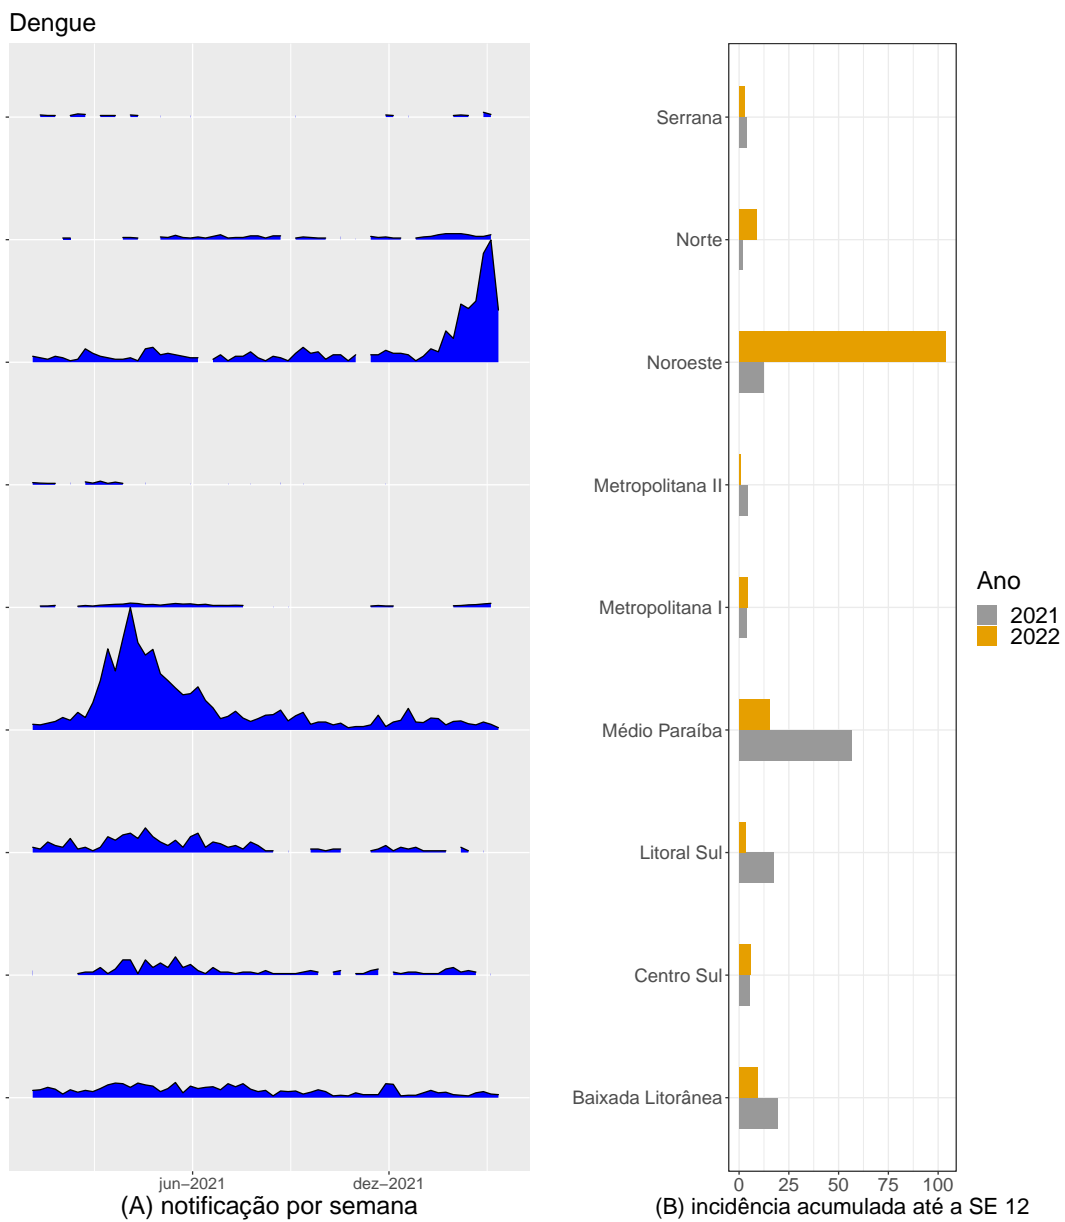 Dengue
Serrana
Norte
Noroeste
Metropolitana II
Metropolitana I
Médio Paraíba
Litoral Sul
Centro Sul
Baixada Litorânea
Ano
2021
2022
jun−2021
dez−2021
0
25
50
75
100
(A) notificação por semana
(B) incidência acumulada até a SE 12